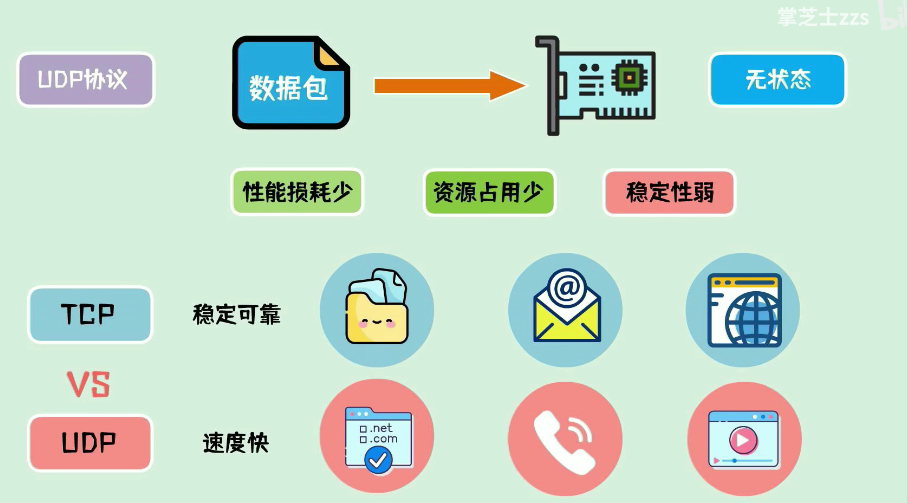 掌芝士zzs
UDP协议
数据包
无状态
性能损耗少
资源占用少
稳定性弱
TCP
稳定可靠
@
VS
UDP
速度快
.net
.com